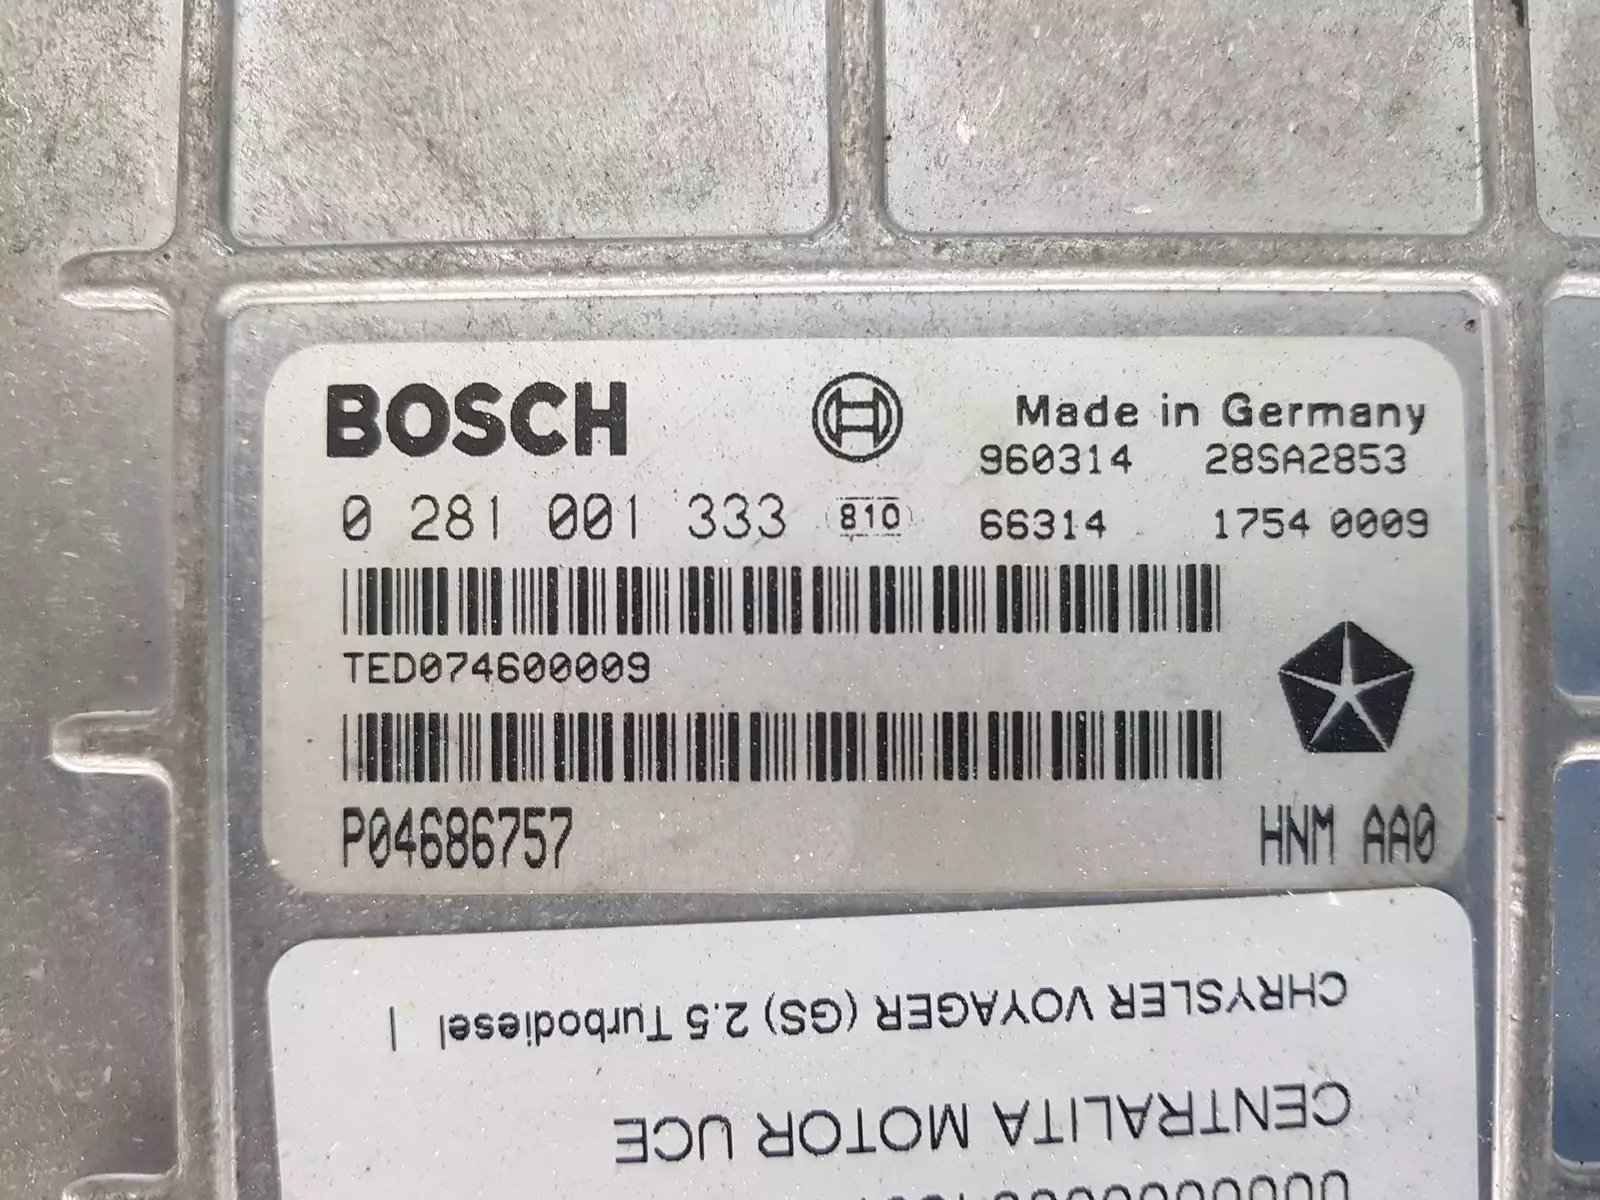 BOSCH
Made in Germany
960314 28SA2853
0 281 001 333 810 66314 1754 0009
TED074600009
P04686757 HNM AA0
CHRYSLER VOYAGER (GS) 2.5 Turbodiesel |
CENTRALITA MOTOR UCE